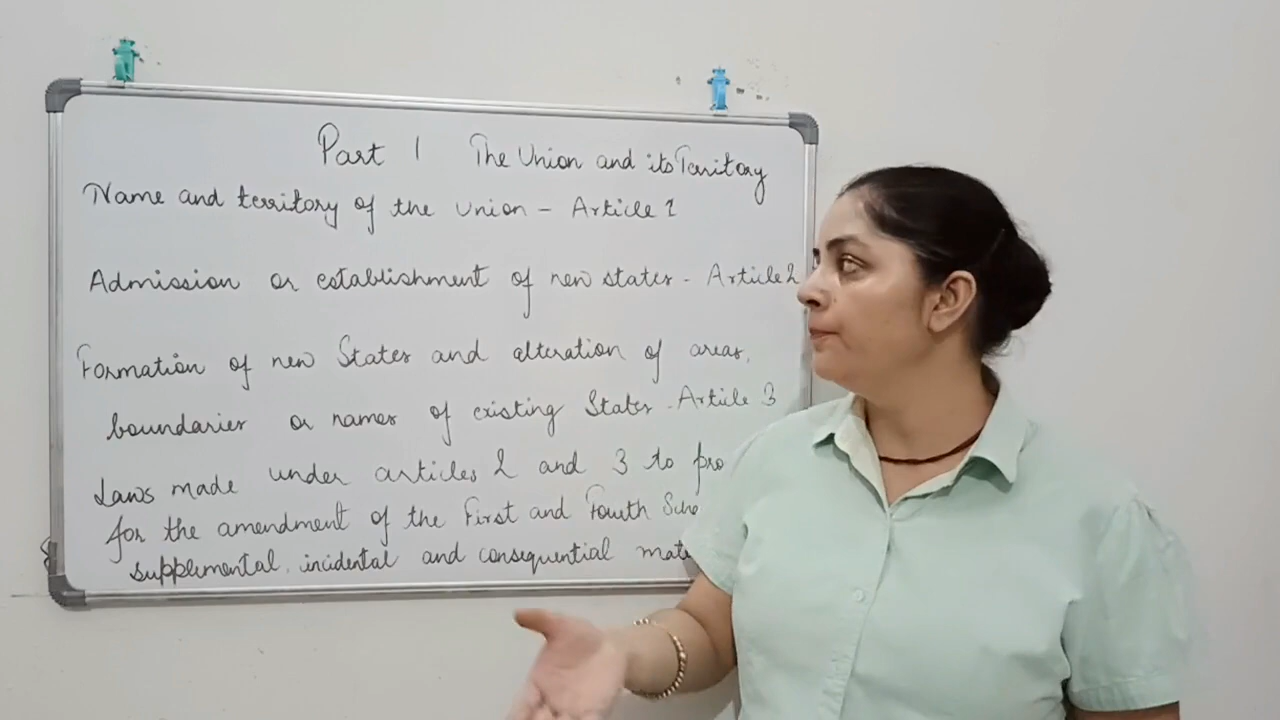 Part 1 The Union and its Territory
Name and territory of the Union - Article 1
Admission or establishment of new states - Article 2
Formation of new States and alteration of areas,
boundaries or names of existing States - Article 3
Laws made under articles 2 and 3 to pro
for the amendment of the First and Fourth Sche
supplemental, incidental and consequential mate